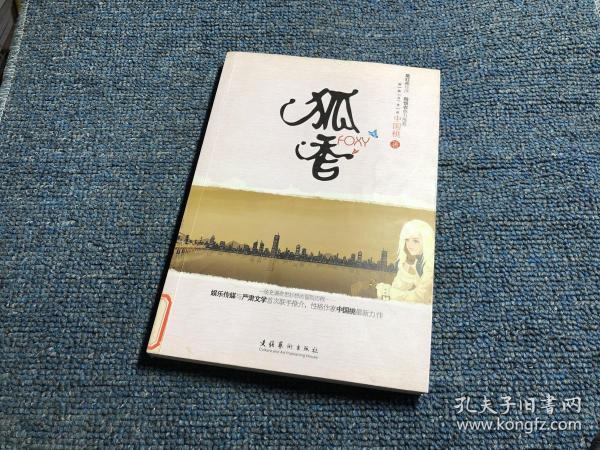 狐香
FOXY
中国桃 著
娱乐传媒与严肃文学首次联手推介，性格作家中国桃最新力作
文化艺术出版社
Culture and Art Publishing House
孔夫子旧书网
www.kongfz.com